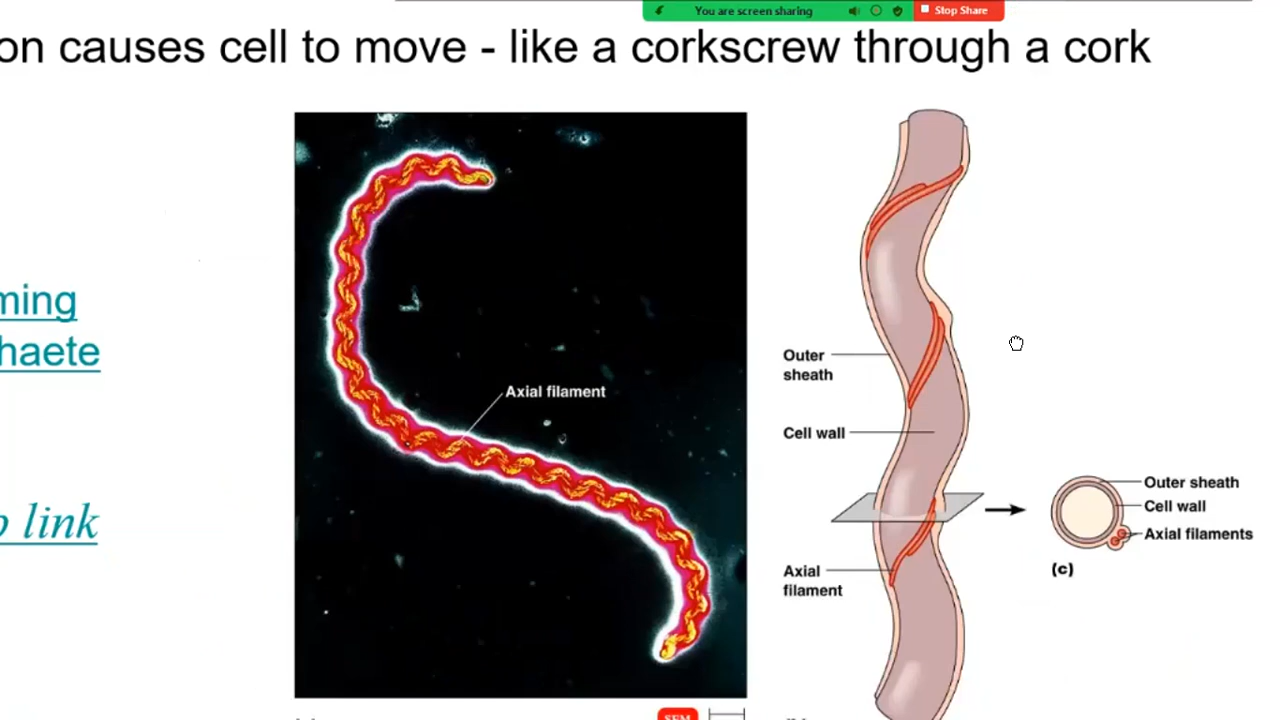 You are screen sharing
Stop Share
on causes cell to move - like a corkscrew through a cork
ming
haete
link
Axial filament
Outer
sheath
Cell wall
Axial
filament
Outer sheath
Cell wall
Axial filaments
(c)